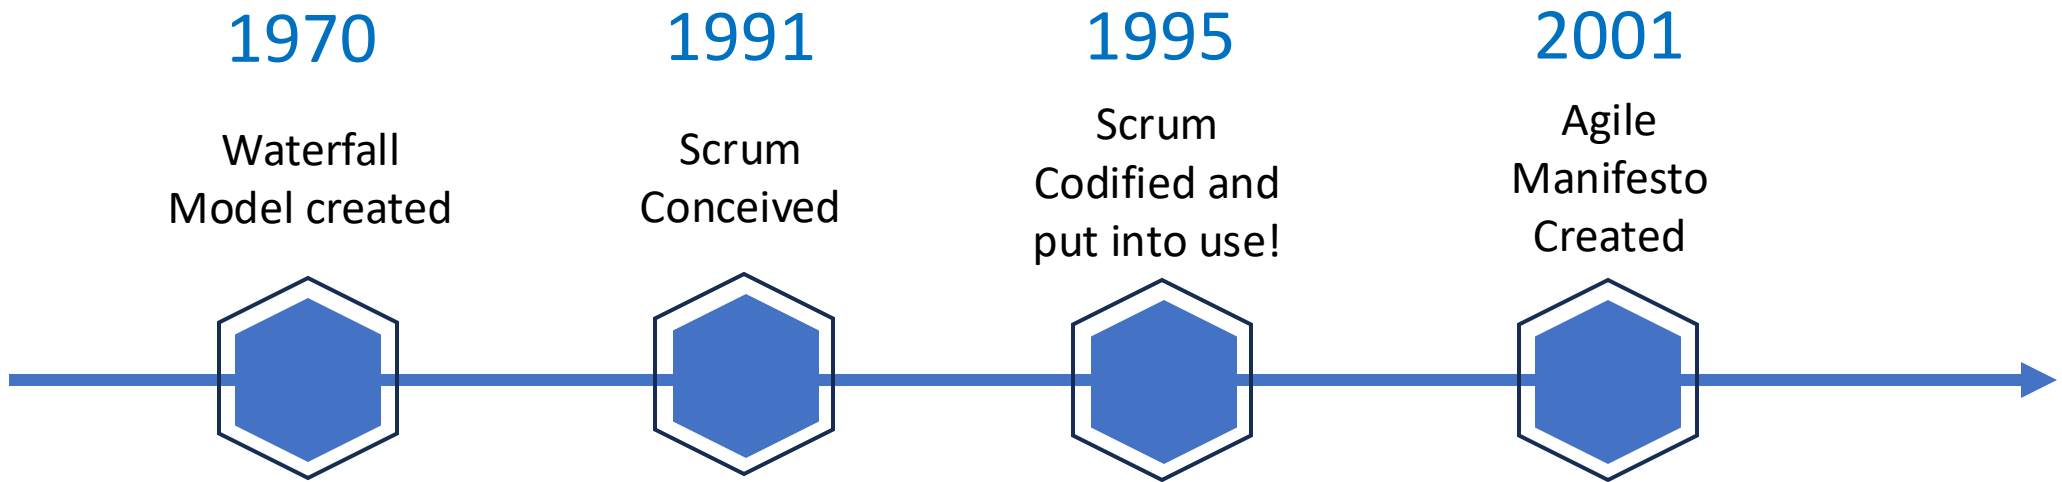 1970
Waterfall
Model created
1991
Scrum
Conceived
1995
Scrum
Codified and
put into use!
2001
Agile
Manifesto
Created